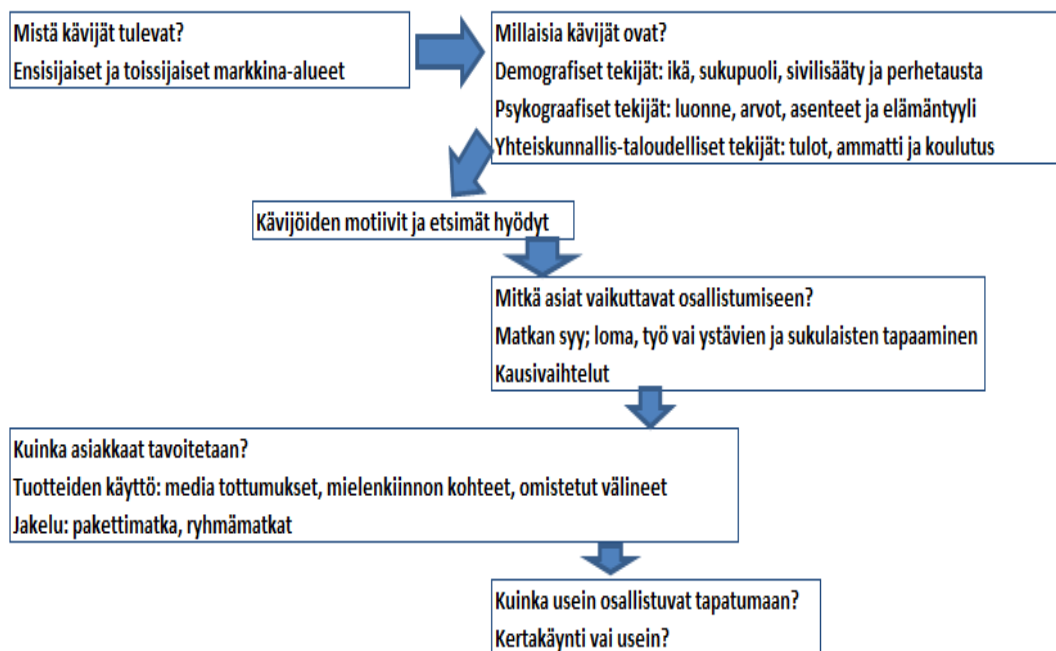 Mistä kävijät tulevat?
Ensisijaiset ja toissijaiset markkina-alueet
Millaisia kävijät ovat?
Demografiset tekijät: ikä, sukupuoli, sivilisääty ja perhetausta
Psykograafiset tekijät: luonne, arvot, asenteet ja elämäntyyli
Yhteiskunnallis-taloudelliset tekijät: tulot, ammatti ja koulutus
Kävijöiden motiivit ja etsimät hyödyt
Mitkä asiat vaikuttavat osallistumiseen?
Matkan syy; loma, työ vai ystävien ja sukulaisten tapaaminen
Kausivaihtelut
Kuinka asiakkaat tavoitetaan?
Tuotteiden käyttö: media tottumukset, mielenkiinnon kohteet, omistetut välineet
Jakelu: pakettimatka, ryhmämatkat
Kuinka usein osallistuvat tapatumaan?
Kertakäynti vai usein?